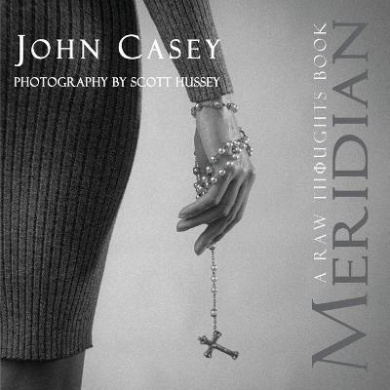 JOHN CASEY
PHOTOGRAPHY BY SCOTT HUSSEY
A RAW THOUGHTS BOOK
MERIDIAN